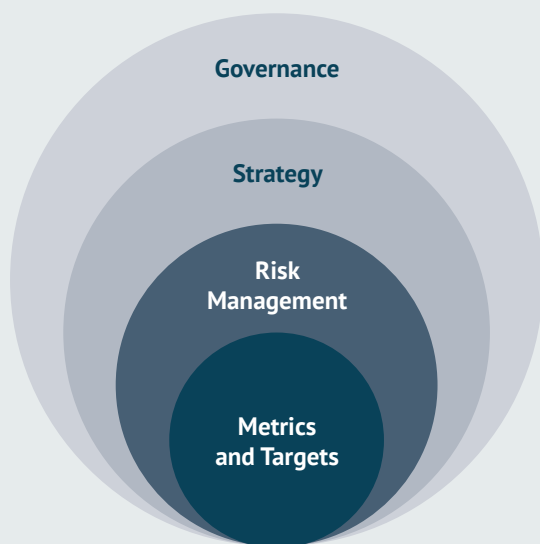 Governance
Strategy
Risk
Management
Metrics
and Targets